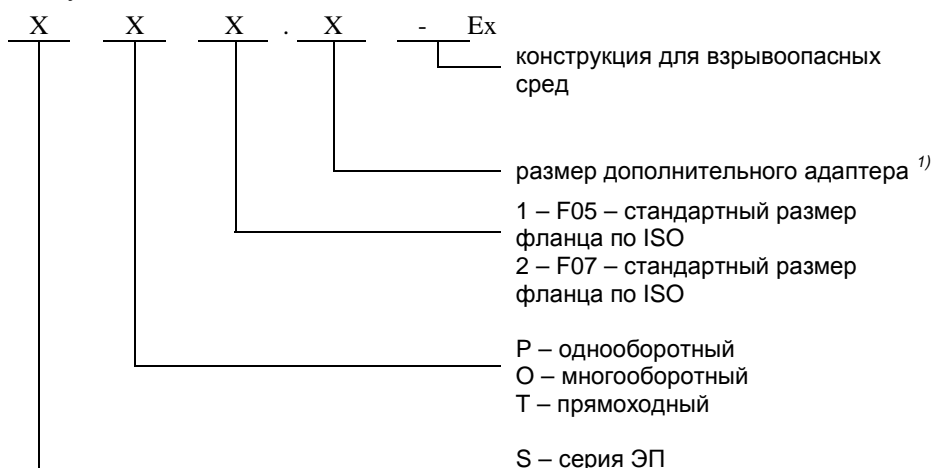 X X X . X - Ex
конструкция для взрывоопасных
сред
размер дополнительного адаптера 1)
1 – F05 – стандартный размер
фланца по ISO
2 – F07 – стандартный размер
фланца по ISO
P – однооборотный
O – многооборотный
T – прямоходный
S – серия ЭП